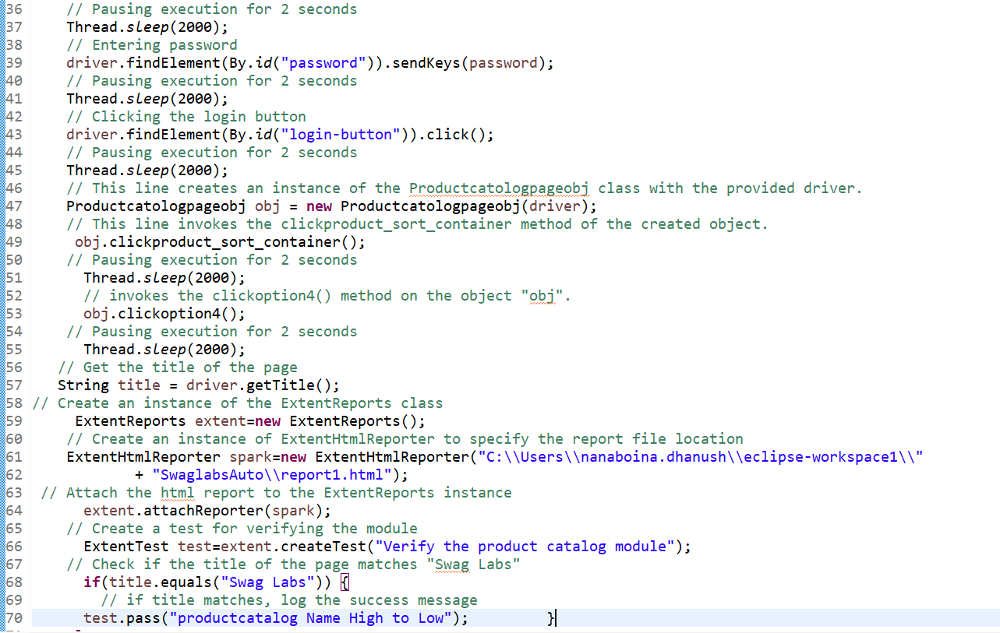 36 // Pausing execution for 2 seconds
37 Thread.sleep(2000);
38 // Entering password
39 driver.findElement(By.id("password")).sendKeys(password);
40 // Pausing execution for 2 seconds
41 Thread.sleep(2000);
42 // Clicking the login button
43 driver.findElement(By.id("login-button")).click();
44 // Pausing execution for 2 seconds
45 Thread.sleep(2000);
46 // This line creates an instance of the Productcatologpageobj class with the provided driver.
47 Productcatologpageobj obj = new Productcatologpageobj(driver);
48 // This line invokes the clickproduct_sort_container method of the created object.
49 obj.clickproduct_sort_container();
50 // Pausing execution for 2 seconds
51 Thread.sleep(2000);
52 // invokes the clickoption4() method on the object "obj".
53 obj.clickoption4();
54 // Pausing execution for 2 seconds
55 Thread.sleep(2000);
56 // Get the title of the page
57 String title = driver.getTitle();
58 // Create an instance of the ExtentReports class
59 ExtentReports extent=new ExtentReports();
60 // Create an instance of ExtentHtmlReporter to specify the report file location
61 ExtentHtmlReporter spark=new ExtentHtmlReporter("C:\\Users\\nanaboina.dhanush\\eclipse-workspace1\\"
62 + "SwaglabsAuto\\report1.html");
63 // Attach the html report to the ExtentReports instance
64 extent.attachReporter(spark);
65 // Create a test for verifying the module
66 ExtentTest test=extent.createTest("Verify the product catalog module");
67 // Check if the title of the page matches "Swag Labs"
68 if(title.equals("Swag Labs")) {
69 // if title matches, log the success message
70 test.pass("productcatalog Name High to Low"); }